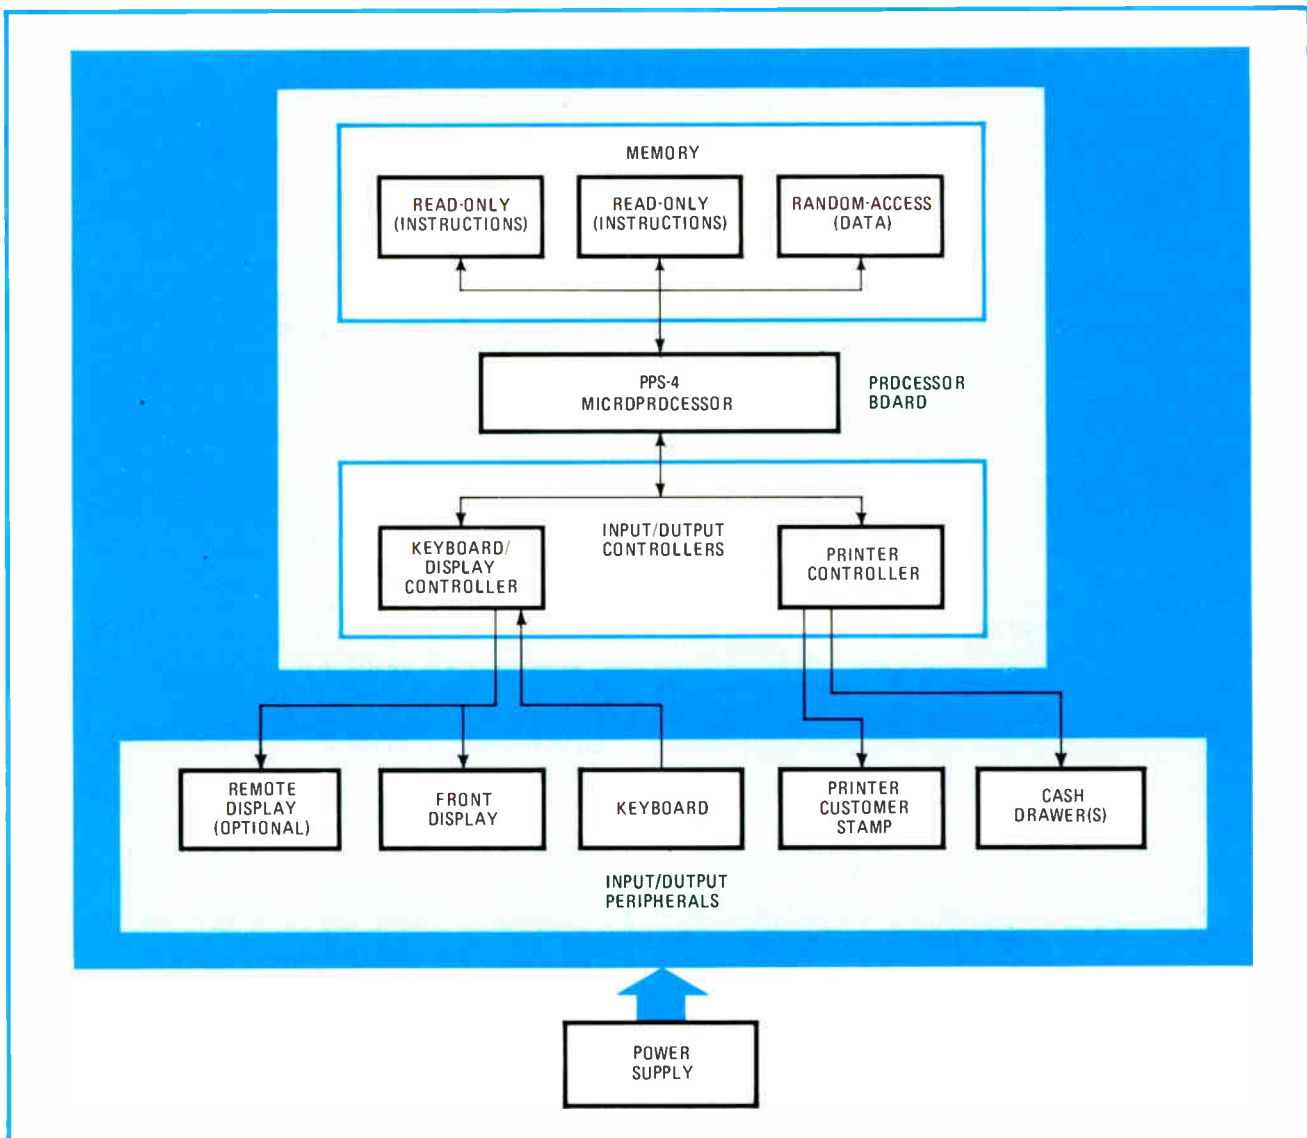 MEMORY
READ-ONLY
(INSTRUCTIONS)
READ-ONLY
(INSTRUCTIONS)
RANDOM-ACCESS
(DATA)
PPS-4
MICROPROCESSOR
PROCESSOR
BOARD
INPUT/OUTPUT
CONTROLLERS
KEYBOARD/
DISPLAY
CONTROLLER
PRINTER
CONTROLLER
REMOTE
DISPLAY
(OPTIONAL)
FRONT
DISPLAY
KEYBOARD
PRINTER
CUSTOMER
STAMP
CASH
DRAWER(S)
INPUT/OUTPUT
PERIPHERALS
POWER
SUPPLY